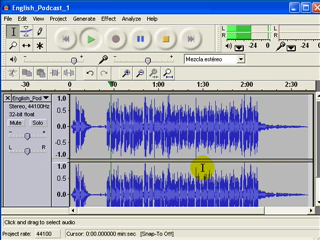 English_Podcast_1
File Edit View Project Generate Effect Analyze Help
-24 0 -24 0
Mezcla estéreo
-30 0 30 1:00 1:30 2:00 2:30
English_Pod
Stereo, 44100Hz
32-bit float
Mute Solo
- +
L R
1.0
0.5
0.0
-0.5
-1.0
1.0
0.5
0.0
-0.5
Click and drag to select audio
Project rate: 44100 Cursor: 0:00.000000 min:sec [Snap-To Off]